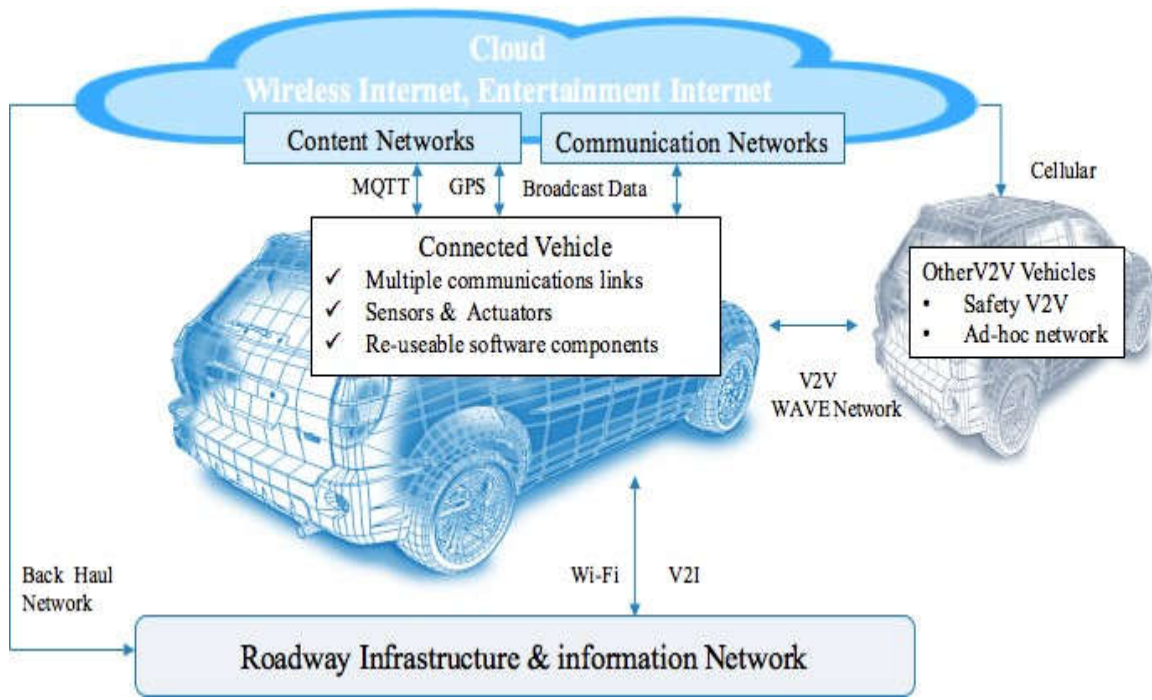 Cloud
Wireless Internet, Entertainment Internet
Content Networks
Communication Networks
MQTT
GPS
Broadcast Data
Cellular
Connected Vehicle
✓ Multiple communications links
✓ Sensors & Actuators
✓ Re-useable software components
OtherV2V Vehicles
• Safety V2V
• Ad-hoc network
V2V
WAVE Network
Back Haul
Network
Wi-Fi
V2I
Roadway Infrastructure & information Network